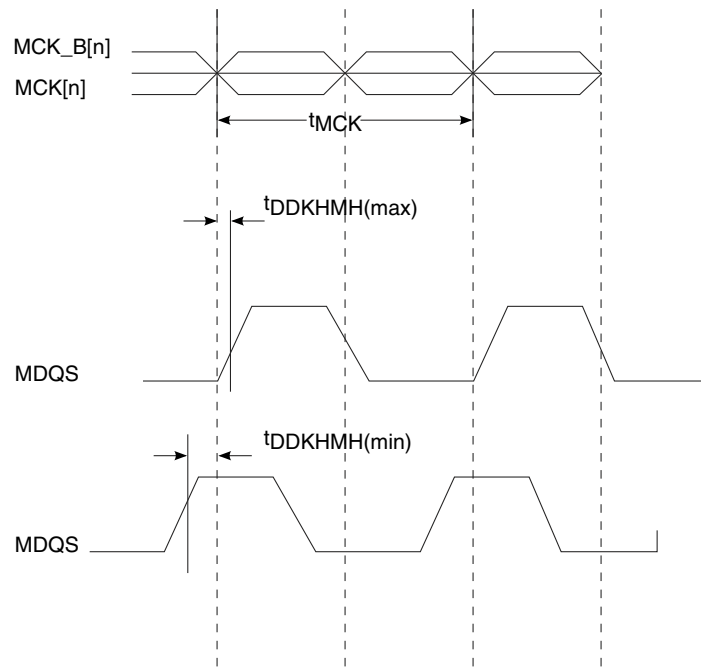 MCK_B[n]
MCK[n]
tMCK
tDDKHMH(max)
MDQS
tDDKHMH(min)
MDQS